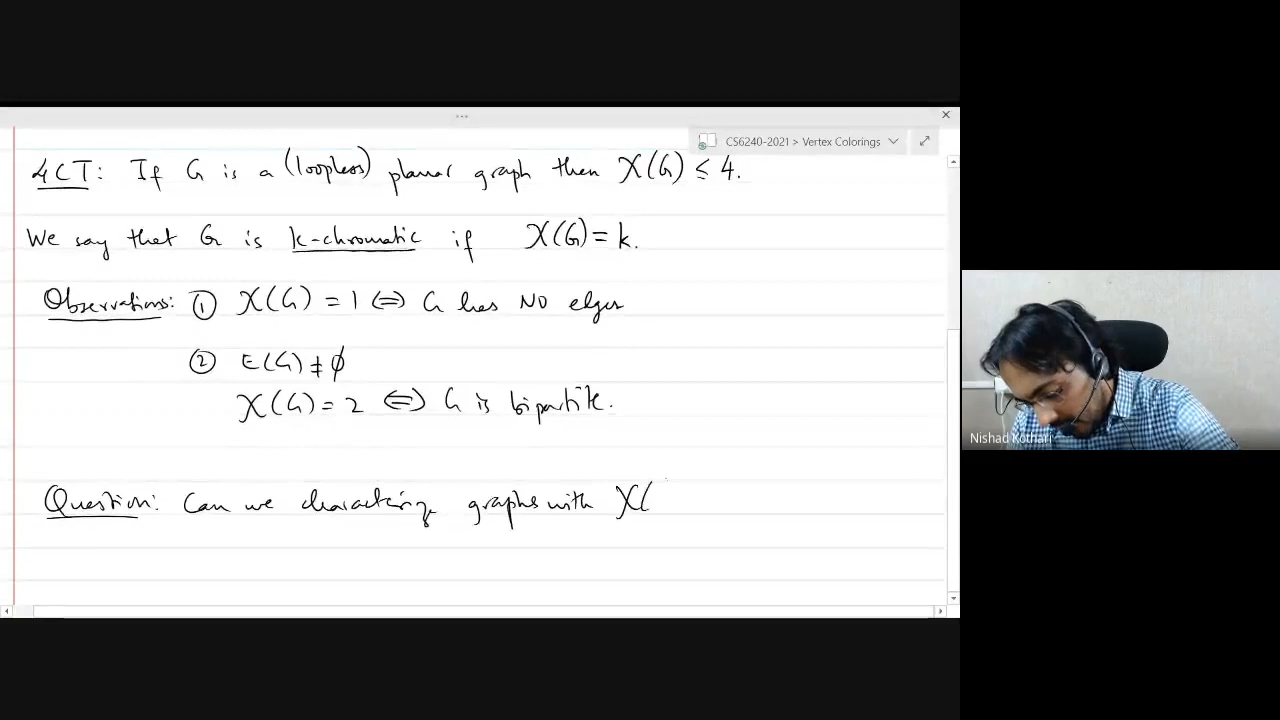 CS6240-2021 > Vertex Colorings
4CT: If G is a (loopless) planar graph then χ(G) ≤ 4.
We say that G is k-chromatic if χ(G) = k.
Observations: ① χ(G) = 1 ⇔ G has NO edges
② E(G) ≠ ϕ
χ(G) = 2 ⇔ G is bipartite.
Question: Can we characterize graphs with χ(
Nishad Kothari